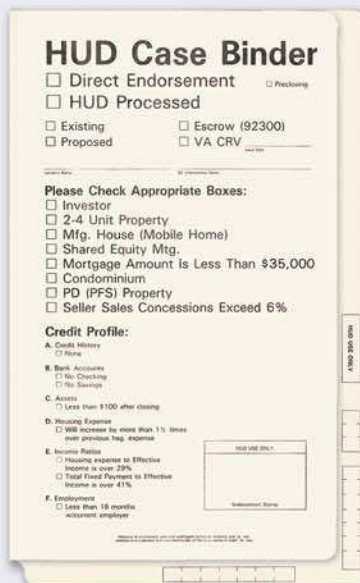 HUD Case Binder
☐ Direct Endorsement ☐ Preclosing
☐ HUD Processed
☐ Existing ☐ Escrow (92300)
☐ Proposed ☐ VA CRV
Please Check Appropriate Boxes:
☐ Investor
☐ 2-4 Unit Property
☐ Mfg. House (Mobile Home)
☐ Shared Equity Mtg.
☐ Mortgage Amount Is Less Than $35,000
☐ Condominium
☐ PD (PFS) Property
☐ Seller Sales Concessions Exceed 6%
Credit Profile:
A. Credit History
☐ None
B. Bank Accounts
☐ No Checking
☐ No Savings
C. Assets
☐ Less than $100 after closing
D. Housing Expense
☐ Will increase by more than 1½ times
over previous hsg. expense
E. Income Ratios
☐ Housing expense to Effective
Income is over 29%
☐ Total Fixed Payment to Effective
Income is over 41%
F. Employment
☐ Less than 18 months
w/current employer
HUD USE ONLY
Endorsement Stamp
HUD USE ONLY